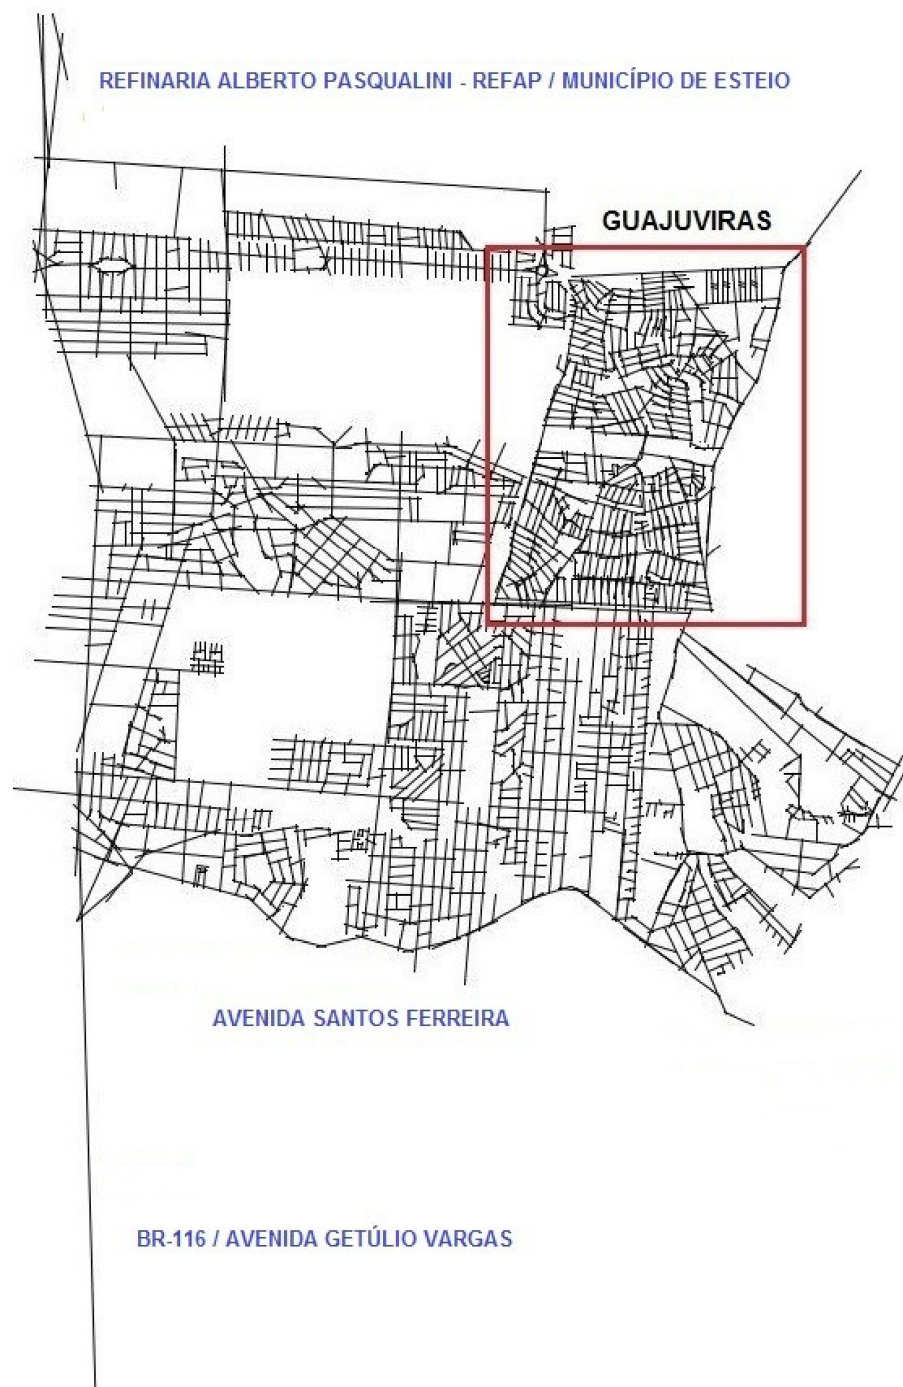 REFINARIA ALBERTO PASQUALINI - REFAP / MUNICÍPIO DE ESTEIO
GUAJUVIRAS
AVENIDA SANTOS FERREIRA
BR-116 / AVENIDA GETÚLIO VARGAS